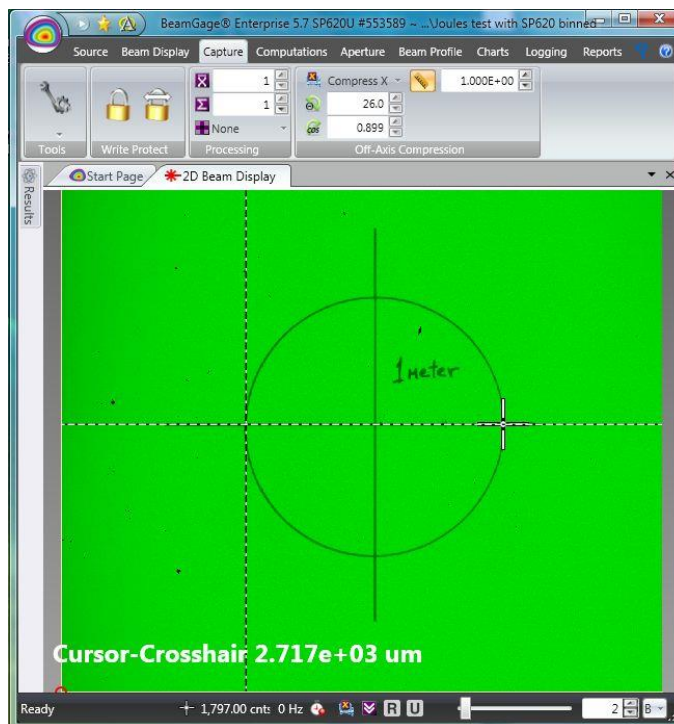 BeamGage® Enterprise 5.7 SP620U #553589 ~ ...\Joules test with SP620 binned
Source Beam Display Capture Computations Aperture Beam Profile Charts Logging Reports
1 Compress X 1.000E+00
1 26.0
None 0.899
Tools Write Protect Processing Off-Axis Compression
Start Page 2D Beam Display
Results
1 Meter
Cursor-Crosshair 2.717e+03 um
Ready 1,797.00 cnts 0 Hz R U 2 B